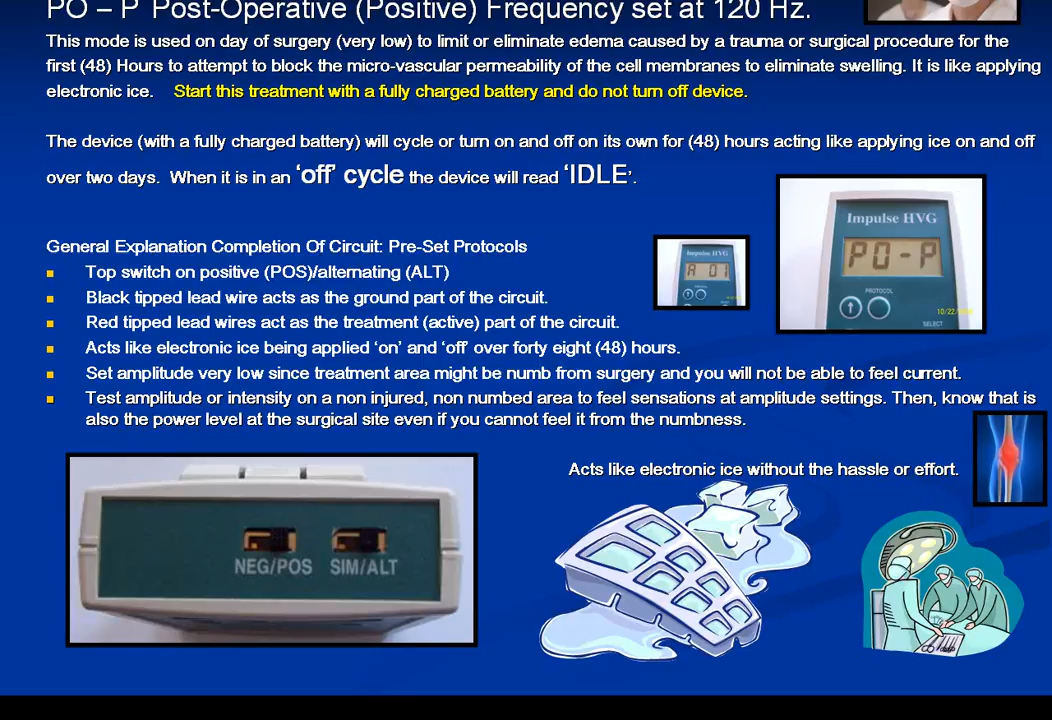 PO – P Post-Operative (Positive) Frequency set at 120 Hz.
This mode is used on day of surgery (very low) to limit or eliminate edema caused by a trauma or surgical procedure for the
first (48) Hours to attempt to block the micro-vascular permeability of the cell membranes to eliminate swelling. It is like applying
electronic ice. Start this treatment with a fully charged battery and do not turn off device.
The device (with a fully charged battery) will cycle or turn on and off on its own for (48) hours acting like applying ice on and off
over two days. When it is in an ‘off’ cycle the device will read ‘IDLE’.
Impulse HVG
PO-P
PROTOCOL
SELECT
Impulse HVG
A 01
General Explanation Completion Of Circuit: Pre-Set Protocols
Top switch on positive (POS)/alternating (ALT)
Black tipped lead wire acts as the ground part of the circuit.
Red tipped lead wires act as the treatment (active) part of the circuit.
Acts like electronic ice being applied ‘on’ and ‘off’ over forty eight (48) hours.
Set amplitude very low since treatment area might be numb from surgery and you will not be able to feel current.
Test amplitude or intensity on a non injured, non numbed area to feel sensations at amplitude settings. Then, know that is
also the power level at the surgical site even if you cannot feel it from the numbness.
Acts like electronic ice without the hassle or effort.
NEG/POS SIM/ALT